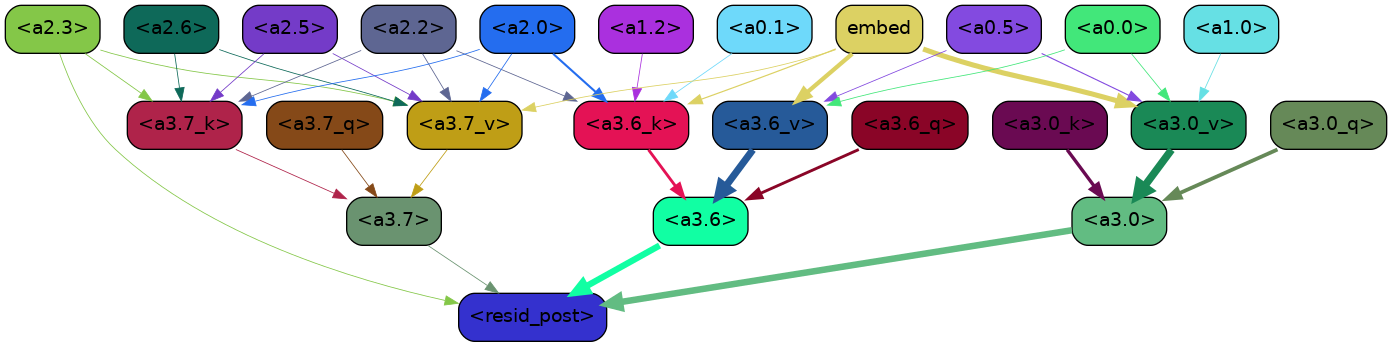 <a2.3> <a2.6> <a2.5> <a2.2> <a2.0> <a1.2> <a0.1> embed <a0.5> <a0.0> <a1.0>
<a3.7_k> <a3.7_q> <a3.7_v> <a3.6_k> <a3.6_v> <a3.6_q> <a3.0_k> <a3.0_v> <a3.0_q>
<a3.7> <a3.6> <a3.0>
<resid_post>